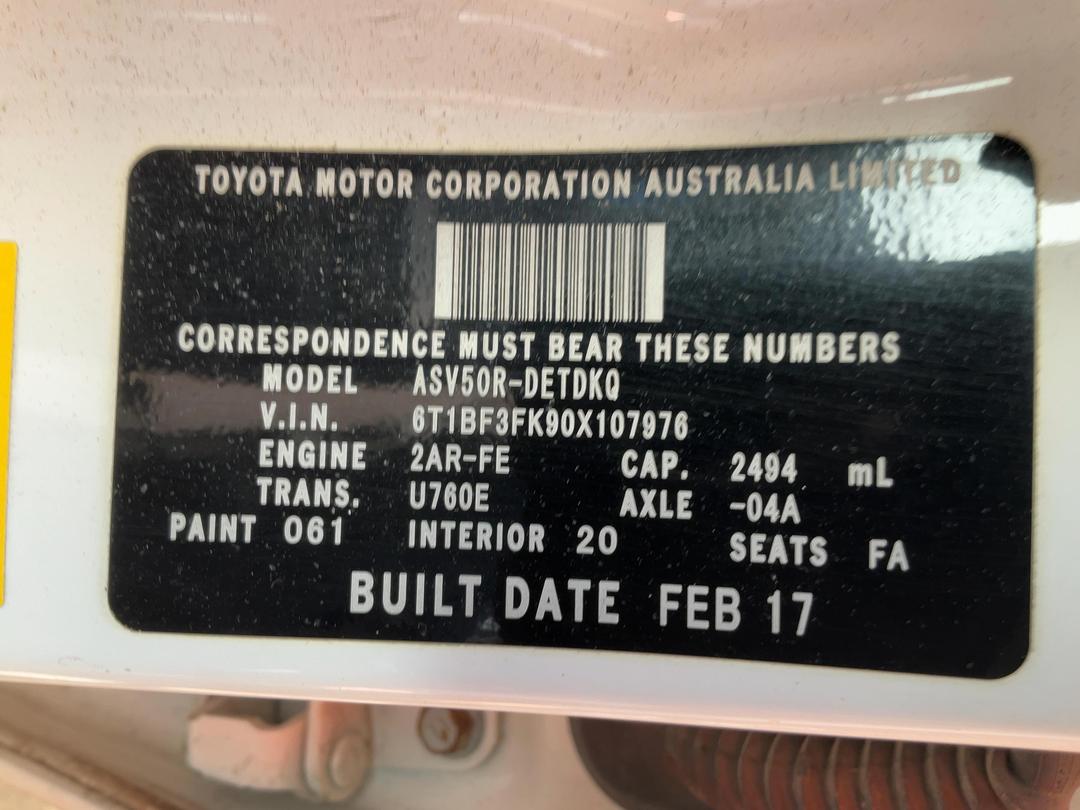 TOYOTA MOTOR CORPORATION AUSTRALIA LIMITED
CORRESPONDENCE MUST BEAR THESE NUMBERS
MODEL ASV50R-DETDKQ
V.I.N. 6T1BF3FK90X107976
ENGINE 2AR-FE CAP. 2494 mL
TRANS. U760E AXLE -04A
PAINT 061 INTERIOR 20 SEATS FA
BUILT DATE FEB 17